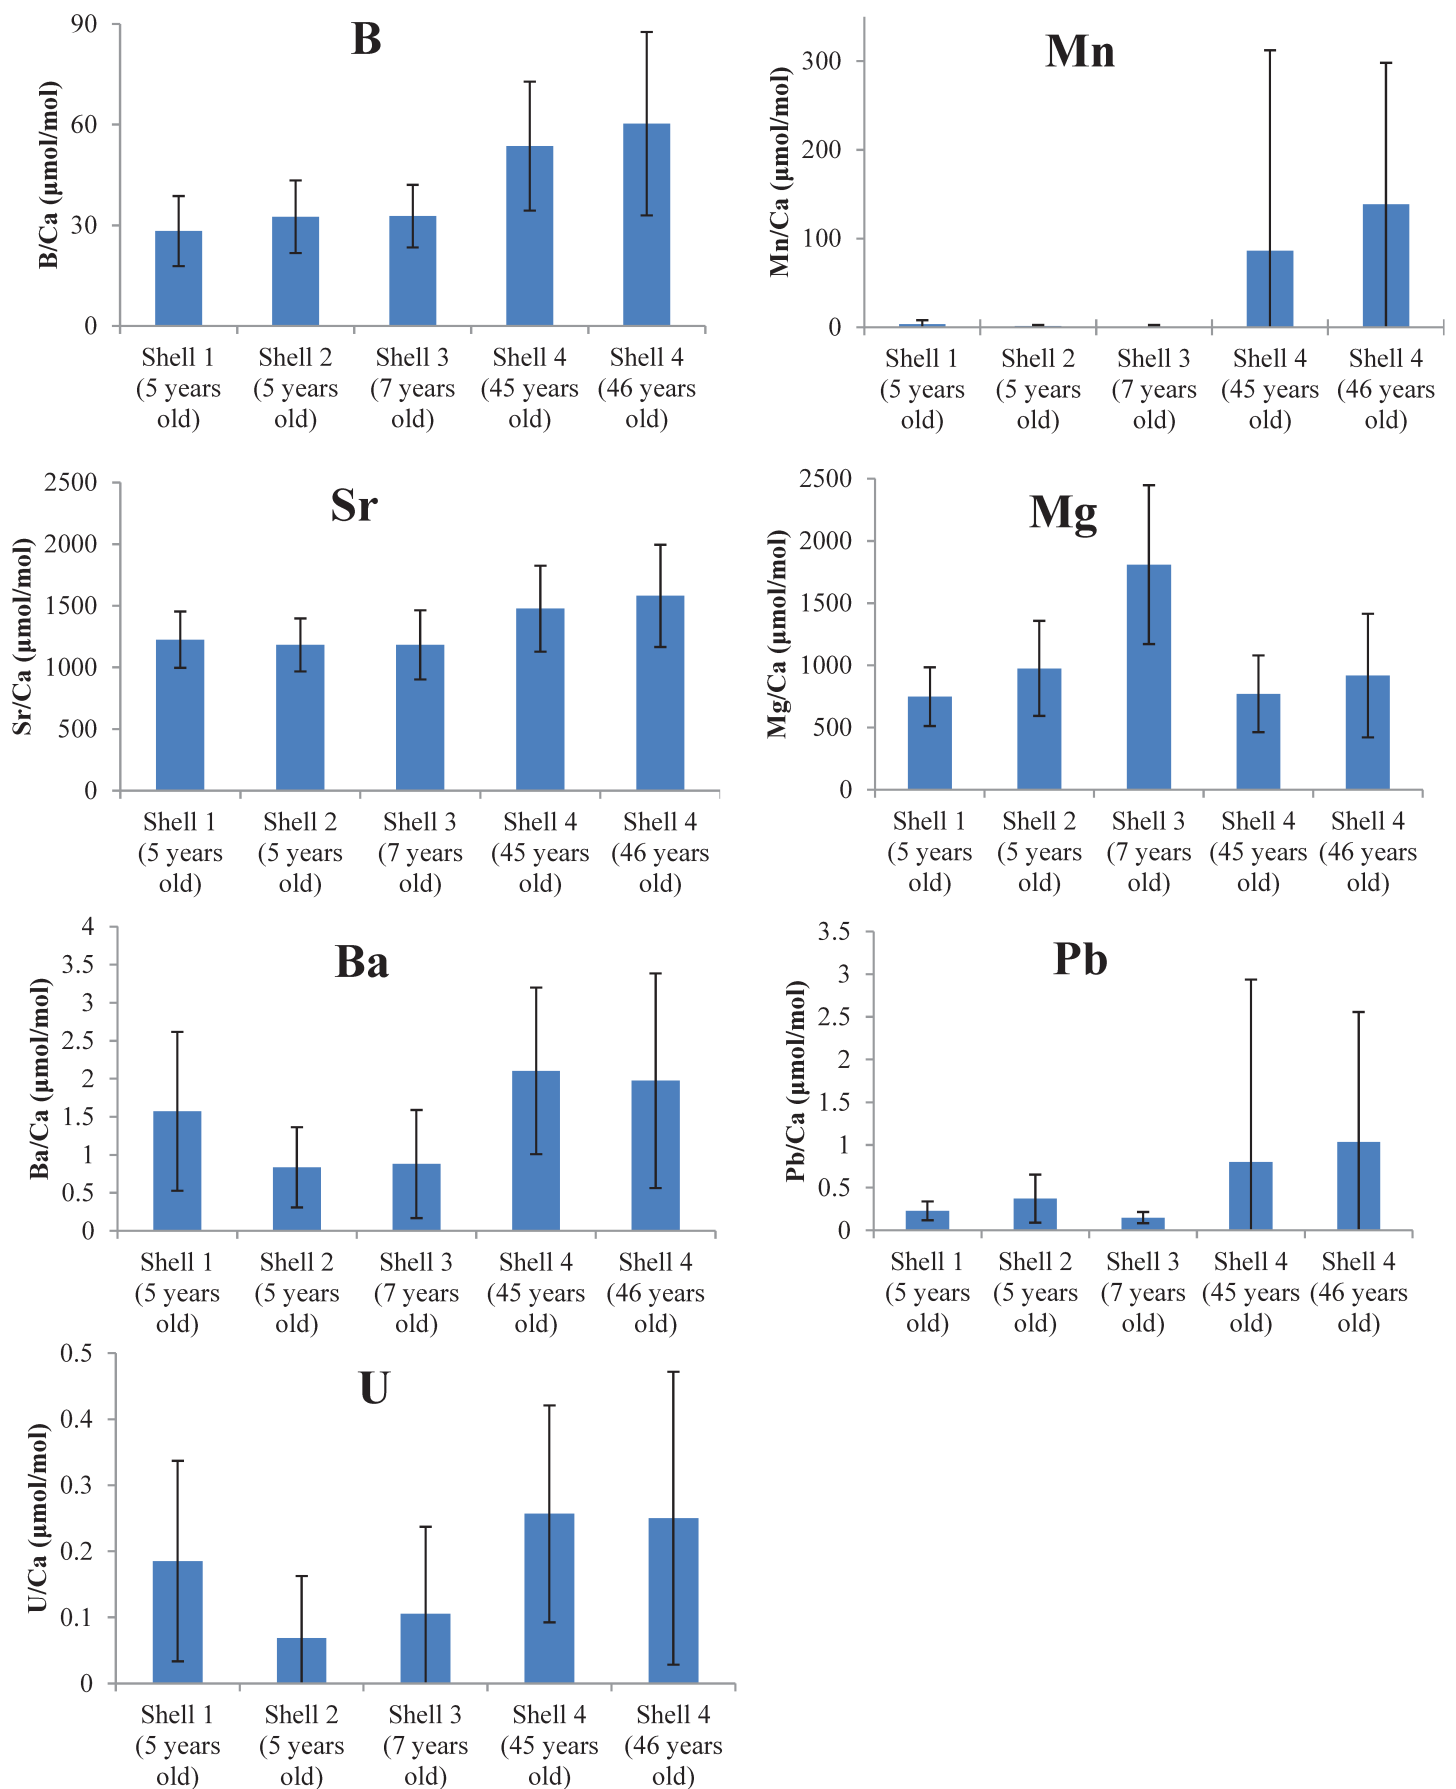 B
B/Ca (µmol/mol)
90
60
30
0
Shell 1
(5 years
old)
Shell 2
(5 years
old)
Shell 3
(7 years
old)
Shell 4
(45 years
old)
Shell 4
(46 years
old)
Mn
Mn/Ca (µmol/mol)
300
200
100
0
Shell 1
(5 years
old)
Shell 2
(5 years
old)
Shell 3
(7 years
old)
Shell 4
(45 years
old)
Shell 4
(46 years
old)
Sr
Sr/Ca (µmol/mol)
2500
2000
1500
1000
500
0
Shell 1
(5 years
old)
Shell 2
(5 years
old)
Shell 3
(7 years
old)
Shell 4
(45 years
old)
Shell 4
(46 years
old)
Mg
Mg/Ca (µmol/mol)
2500
2000
1500
1000
500
0
Shell 1
(5 years
old)
Shell 2
(5 years
old)
Shell 3
(7 years
old)
Shell 4
(45 years
old)
Shell 4
(46 years
old)
Ba
Ba/Ca (µmol/mol)
4
3.5
3
2.5
2
1.5
1
0.5
0
Shell 1
(5 years
old)
Shell 2
(5 years
old)
Shell 3
(7 years
old)
Shell 4
(45 years
old)
Shell 4
(46 years
old)
Pb
Pb/Ca (µmol/mol)
3.5
3
2.5
2
1.5
1
0.5
0
Shell 1
(5 years
old)
Shell 2
(5 years
old)
Shell 3
(7 years
old)
Shell 4
(45 years
old)
Shell 4
(46 years
old)
U
U/Ca (µmol/mol)
0.5
0.4
0.3
0.2
0.1
0
Shell 1
(5 years
old)
Shell 2
(5 years
old)
Shell 3
(7 years
old)
Shell 4
(45 years
old)
Shell 4
(46 years
old)